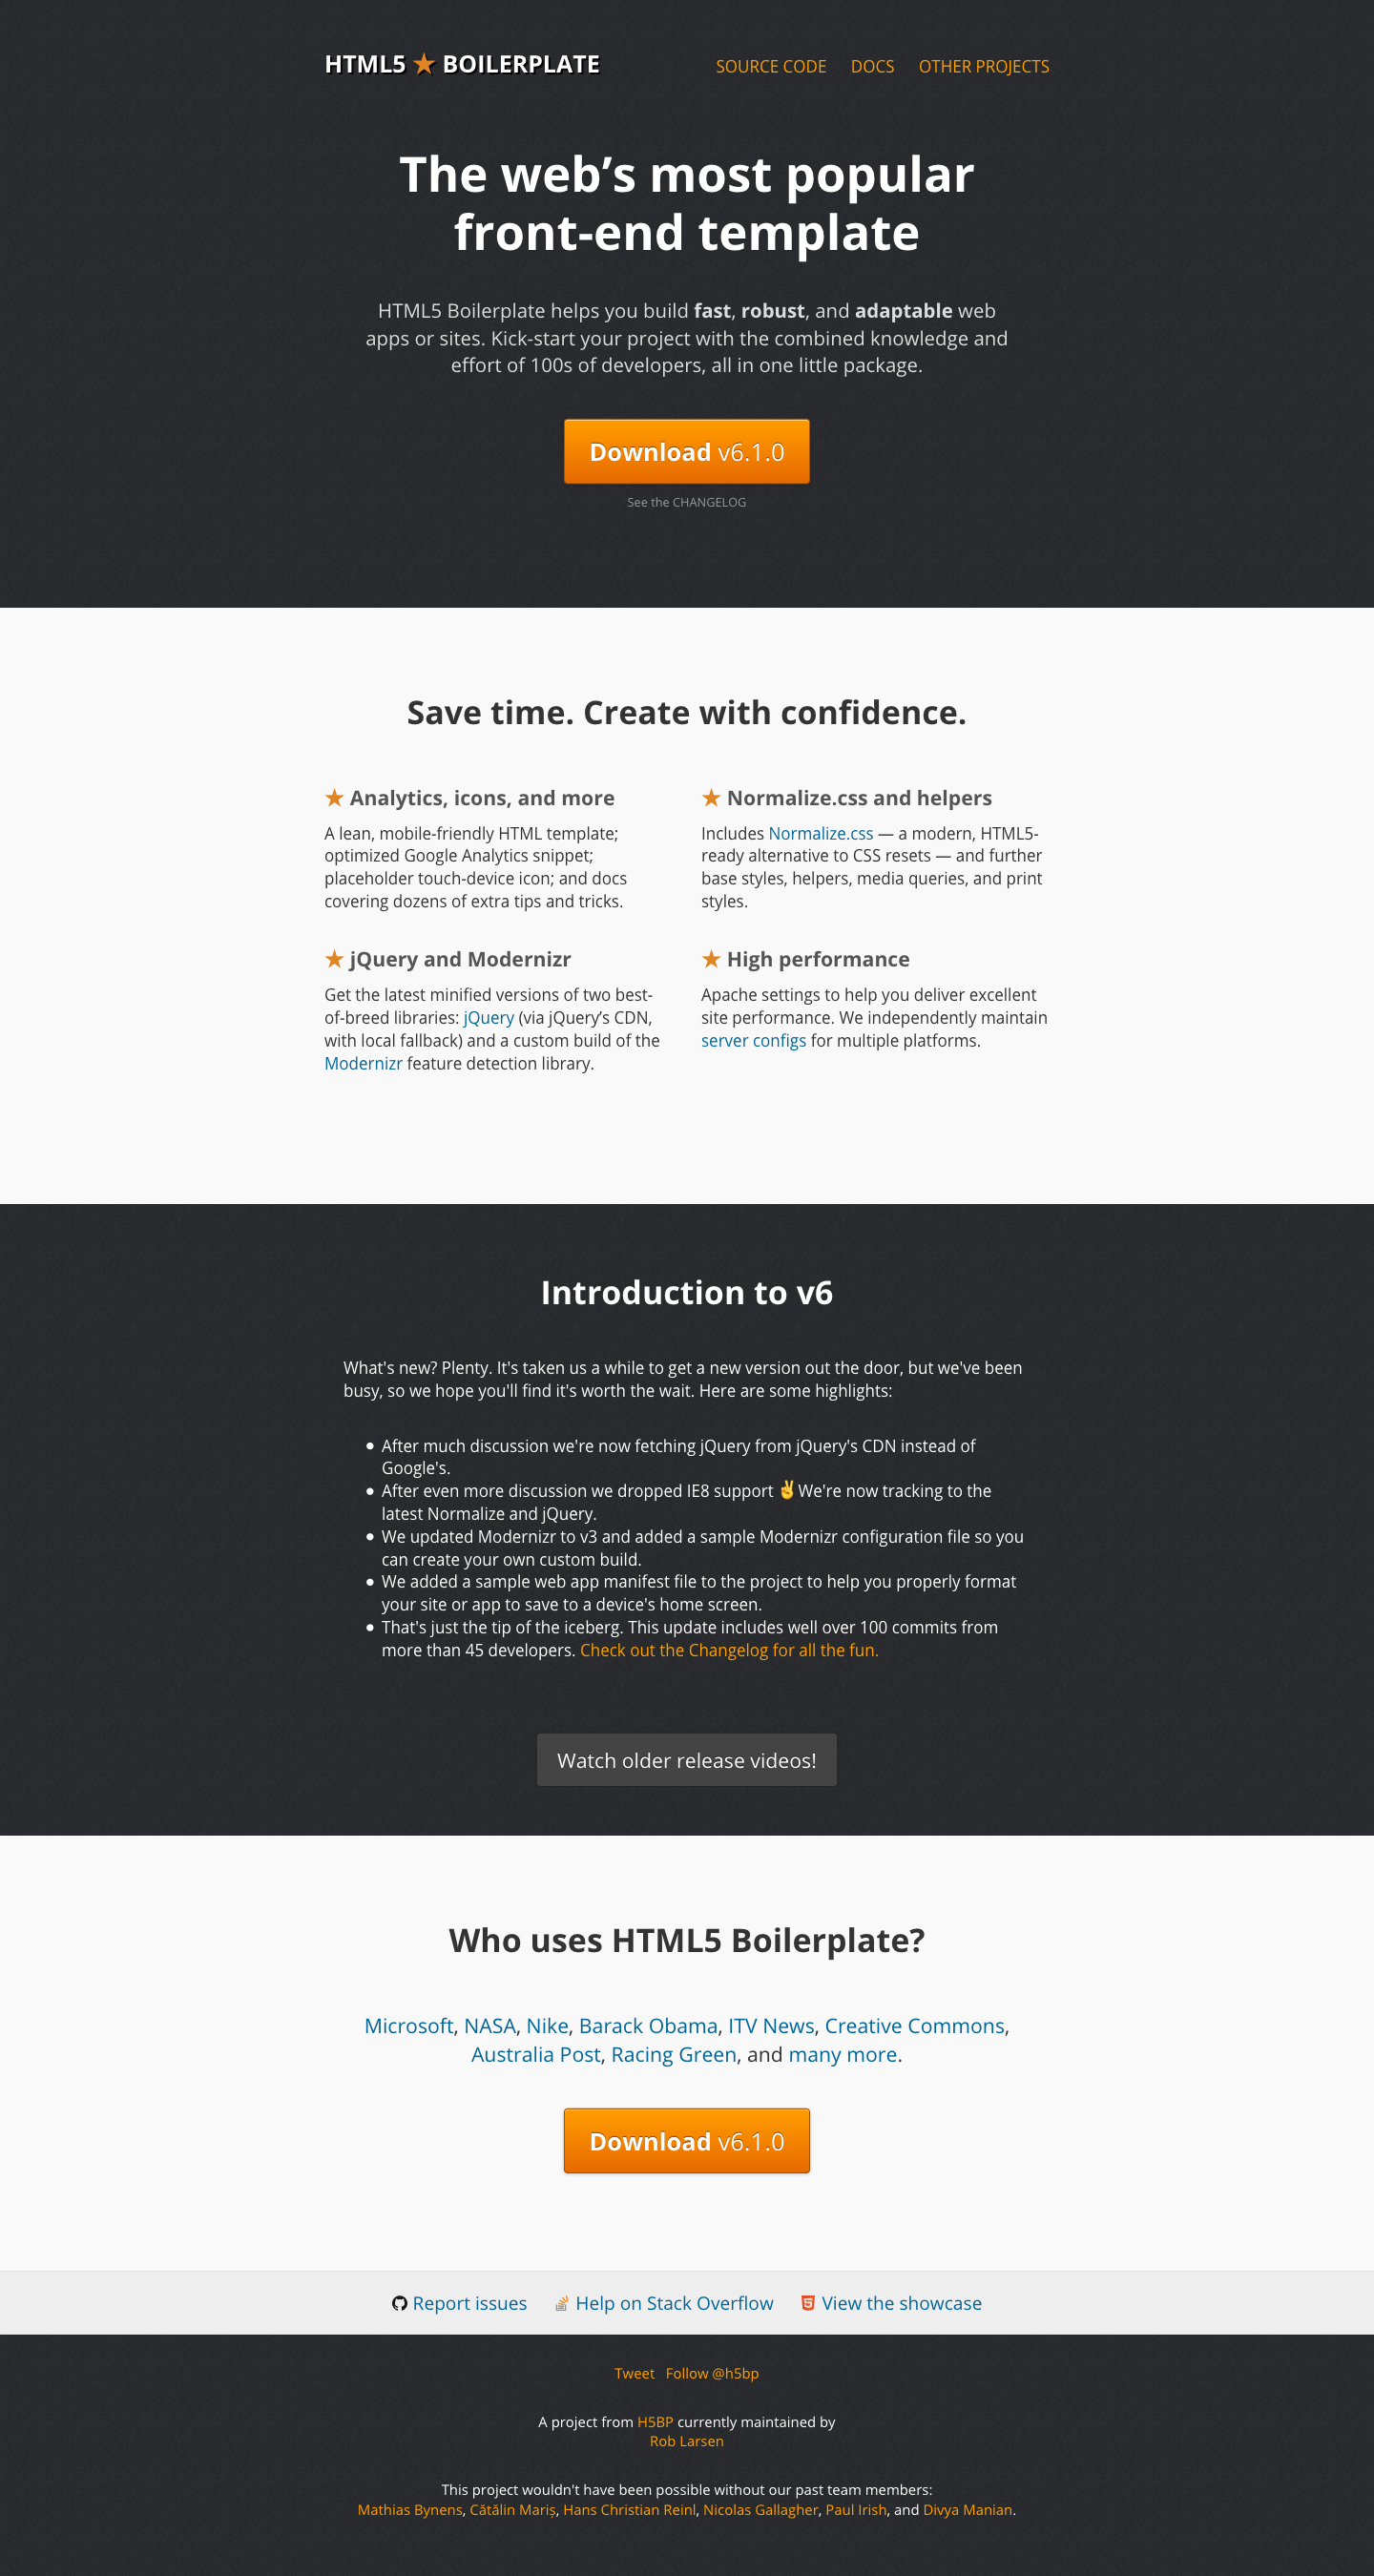 HTML5 ★ BOILERPLATE
SOURCE CODE DOCS OTHER PROJECTS
The web’s most popular
front-end template
HTML5 Boilerplate helps you build fast, robust, and adaptable web
apps or sites. Kick-start your project with the combined knowledge and
effort of 100s of developers, all in one little package.
Download v6.1.0
See the CHANGELOG
Save time. Create with confidence.
★ Analytics, icons, and more
A lean, mobile-friendly HTML template;
optimized Google Analytics snippet;
placeholder touch-device icon; and docs
covering dozens of extra tips and tricks.
★ Normalize.css and helpers
Includes Normalize.css — a modern, HTML5-
ready alternative to CSS resets — and further
base styles, helpers, media queries, and print
styles.
★ jQuery and Modernizr
Get the latest minified versions of two best-
of-breed libraries: jQuery (via jQuery’s CDN,
with local fallback) and a custom build of the
Modernizr feature detection library.
★ High performance
Apache settings to help you deliver excellent
site performance. We independently maintain
server configs for multiple platforms.
Introduction to v6
What's new? Plenty. It's taken us a while to get a new version out the door, but we've been
busy, so we hope you'll find it's worth the wait. Here are some highlights:
• After much discussion we're now fetching jQuery from jQuery's CDN instead of
Google's.
• After even more discussion we dropped IE8 support ✌️ We're now tracking to the
latest Normalize and jQuery.
• We updated Modernizr to v3 and added a sample Modernizr configuration file so you
can create your own custom build.
• We added a sample web app manifest file to the project to help you properly format
your site or app to save to a device's home screen.
• That's just the tip of the iceberg. This update includes well over 100 commits from
more than 45 developers. Check out the Changelog for all the fun.
Watch older release videos!
Who uses HTML5 Boilerplate?
Microsoft, NASA, Nike, Barack Obama, ITV News, Creative Commons,
Australia Post, Racing Green, and many more.
Download v6.1.0
Report issues Help on Stack Overflow View the showcase
Tweet Follow @h5bp
A project from H5BP currently maintained by
Rob Larsen
This project wouldn't have been possible without our past team members:
Mathias Bynens, Cătălin Mariș, Hans Christian Reinl, Nicolas Gallagher, Paul Irish, and Divya Manian.